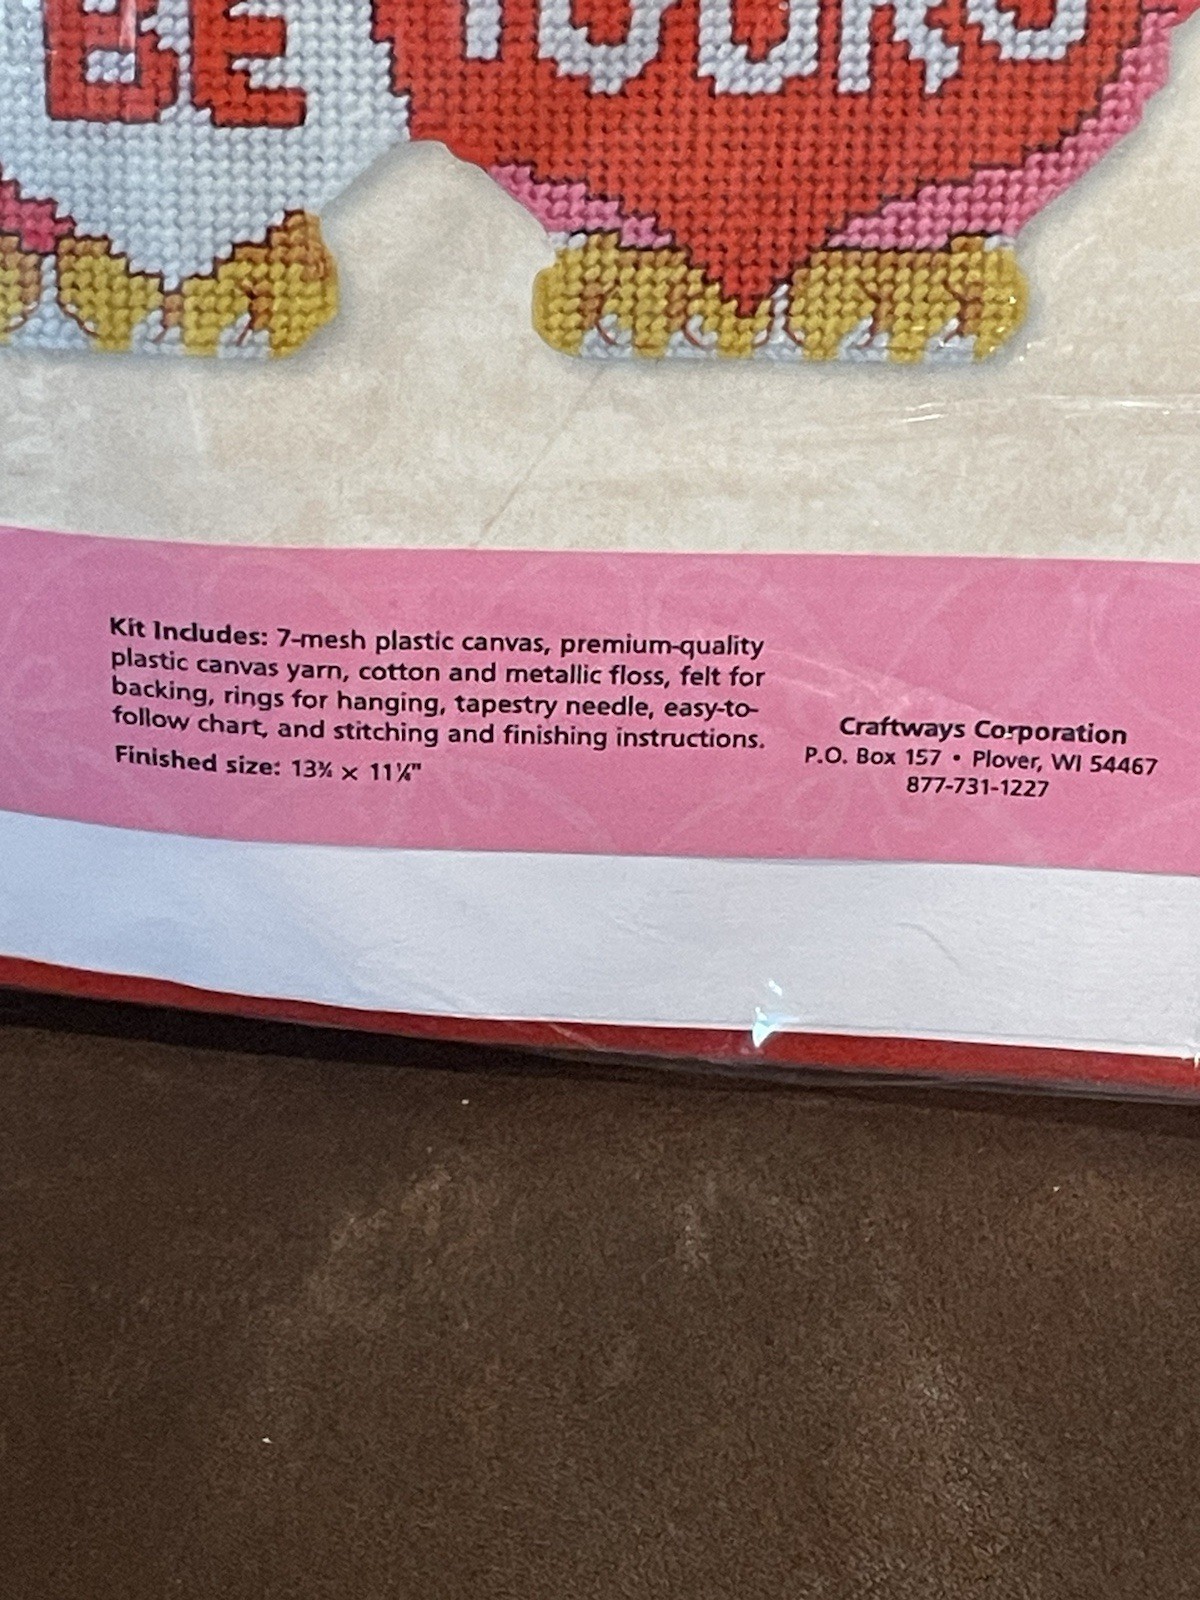 BE
YOURS
Kit Includes: 7-mesh plastic canvas, premium-quality
plastic canvas yarn, cotton and metallic floss, felt for
backing, rings for hanging, tapestry needle, easy-to-
follow chart, and stitching and finishing instructions.
Finished size: 13¾ x 11¼"
Craftways Corporation
P.O. Box 157 • Plover, WI 54467
877-731-1227